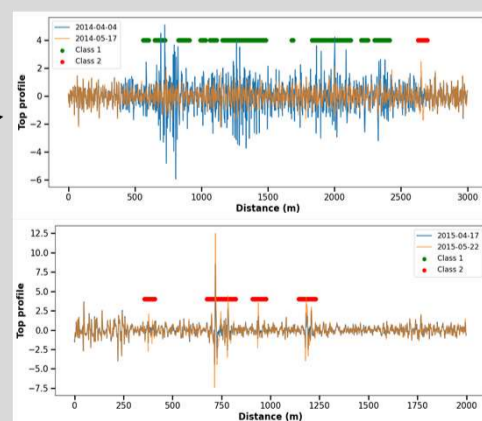 2014-04-04
2014-05-17
Class 1
Class 2
4
2
0
−2
−4
−6
Top profile
0 500 1000 1500 2000 2500 3000
Distance (m)
2015-04-17
2015-05-22
Class 1
Class 2
12.5
10.0
7.5
5.0
2.5
0.0
−2.5
−5.0
−7.5
Top profile
0 250 500 750 1000 1250 1500 1750 2000
Distance (m)